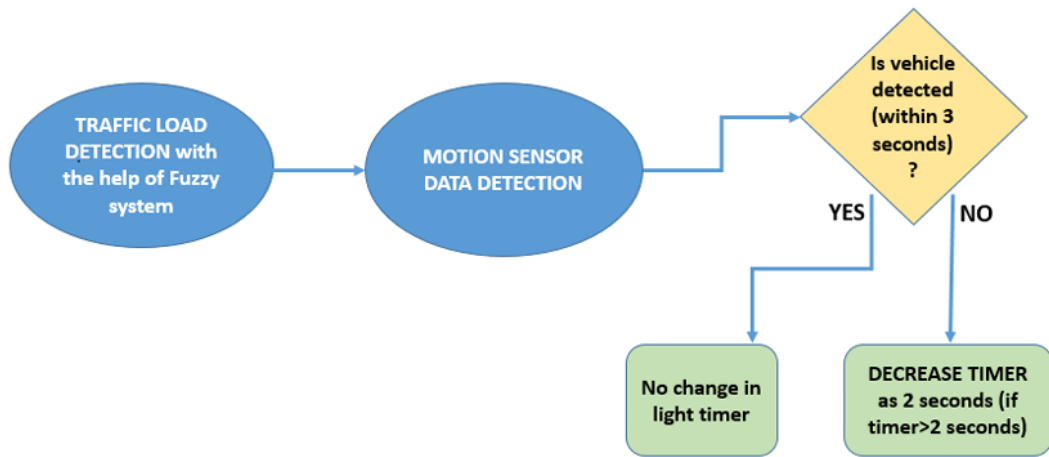 TRAFFIC LOAD
DETECTION with
the help of Fuzzy
system
MOTION SENSOR
DATA DETECTION
Is vehicle
detected
(within 3
seconds)
?
YES
NO
No change in
light timer
DECREASE TIMER
as 2 seconds (if
timer>2 seconds)